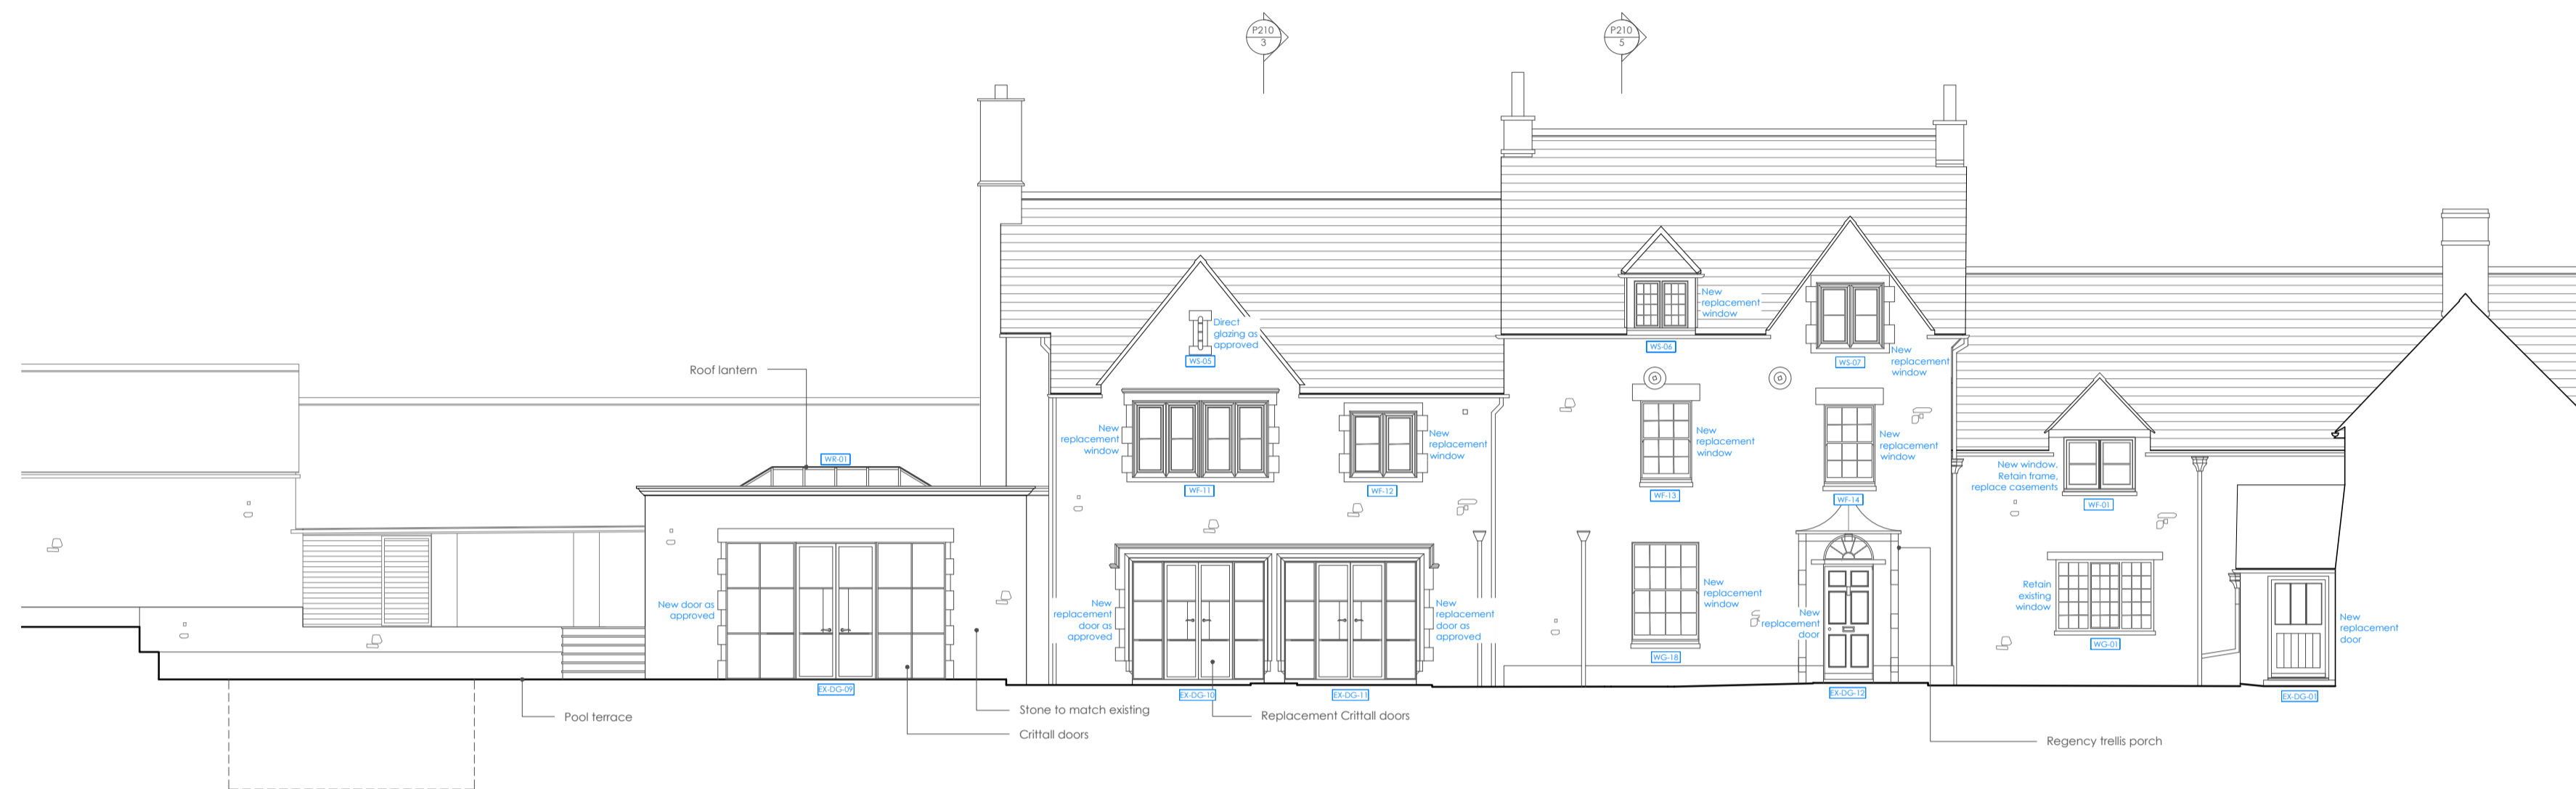 P210
3
P210
5
Roof lantern
WR-01
Direct
glazing as
approved
WS-05
New
replacement
window
WS-06
New
replacement
window
WS-07
New
replacement
window
WF-11
New
replacement
window
WF-12
New
replacement
window
WF-13
New
replacement
window
WF-14
New window.
Retain frame,
replace casements
WF-01
New door as
approved
EX-DG-09
New
replacement
door as
approved
EX-DG-10
New
replacement
door as
approved
EX-DG-11
New
replacement
window
WG-18
New
replacement
door
EX-DG-12
Retain
existing
window
WG-01
New
replacement
door
EX-DG-01
Pool terrace
Stone to match existing
Crittall doors
Replacement Crittall doors
Regency trellis porch